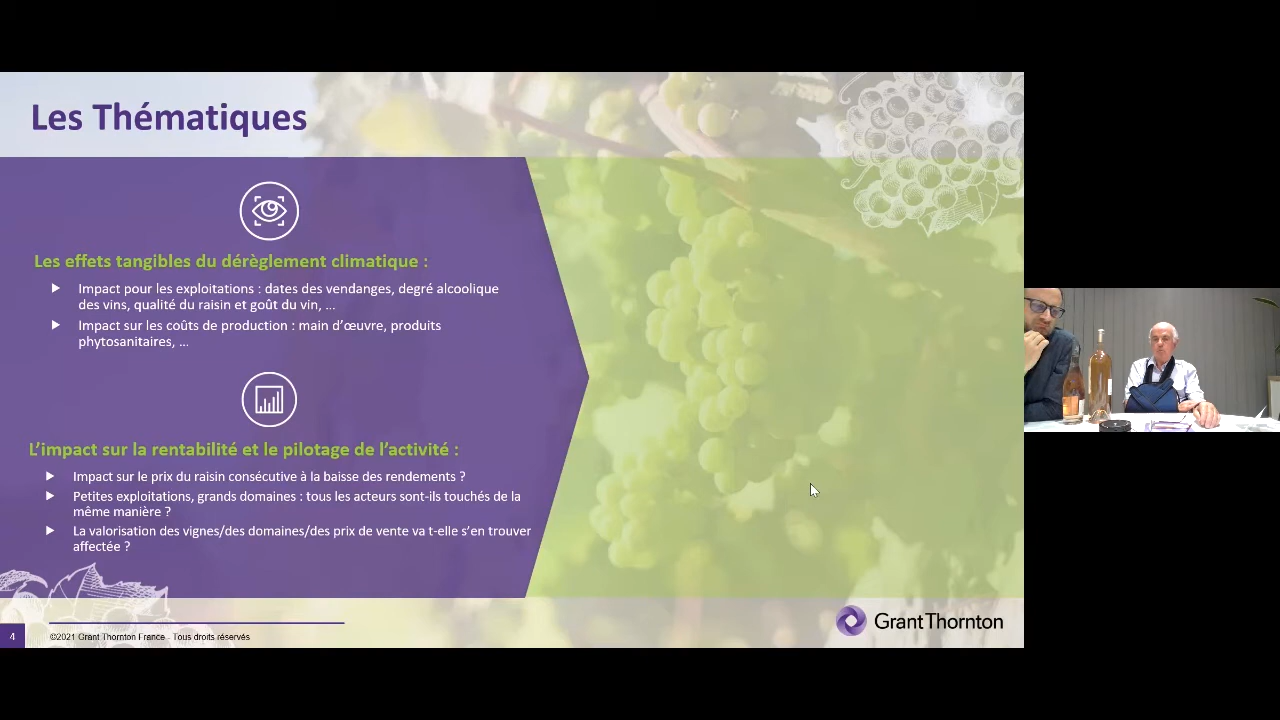 Les Thématiques
Les effets tangibles du dérèglement climatique :
Impact pour les exploitations : dates des vendanges, degré alcoolique
des vins, qualité du raisin et goût du vin, ...
Impact sur les coûts de production : main d'œuvre, produits
phytosanitaires, ...
L'impact sur la rentabilité et le pilotage de l'activité :
Impact sur le prix du raisin consécutive à la baisse des rendements ?
Petites exploitations, grands domaines : tous les acteurs sont-ils touchés de la
même manière ?
La valorisation des vignes/des domaines/des prix de vente va t-elle s'en trouver
affectée ?
4
©2021 Grant Thornton France - Tous droits réservés
Grant Thornton